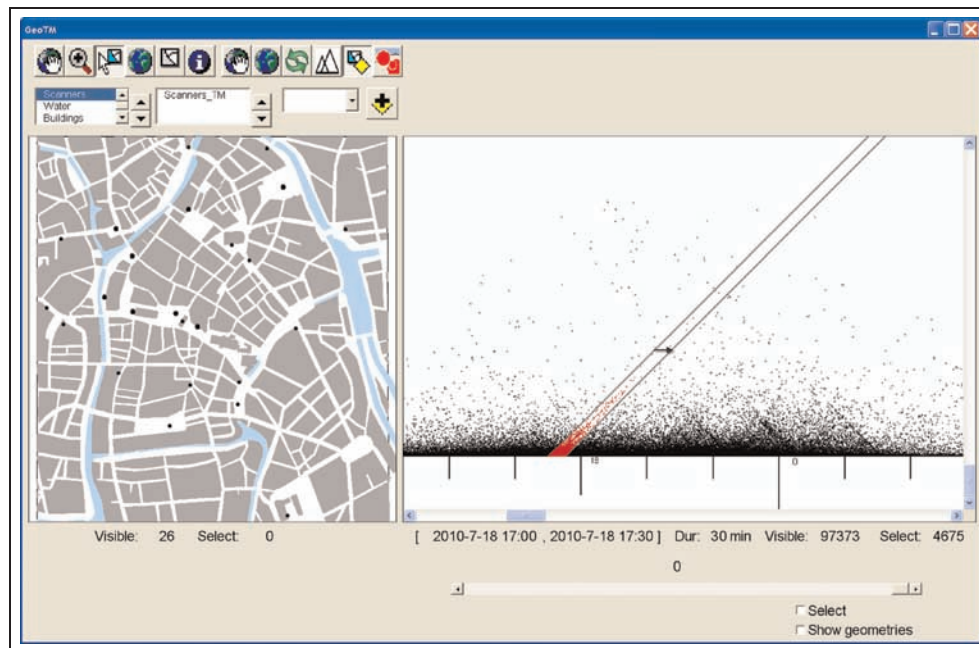 GeoTM
Scanners
Water
Buildings
Scanners_TM
18
0
Visible: 26 Select: 0
[ 2010-7-18 17:00 , 2010-7-18 17:30 ] Dur: 30 min Visible: 97373 Select: 4675
0
Select
Show geometries